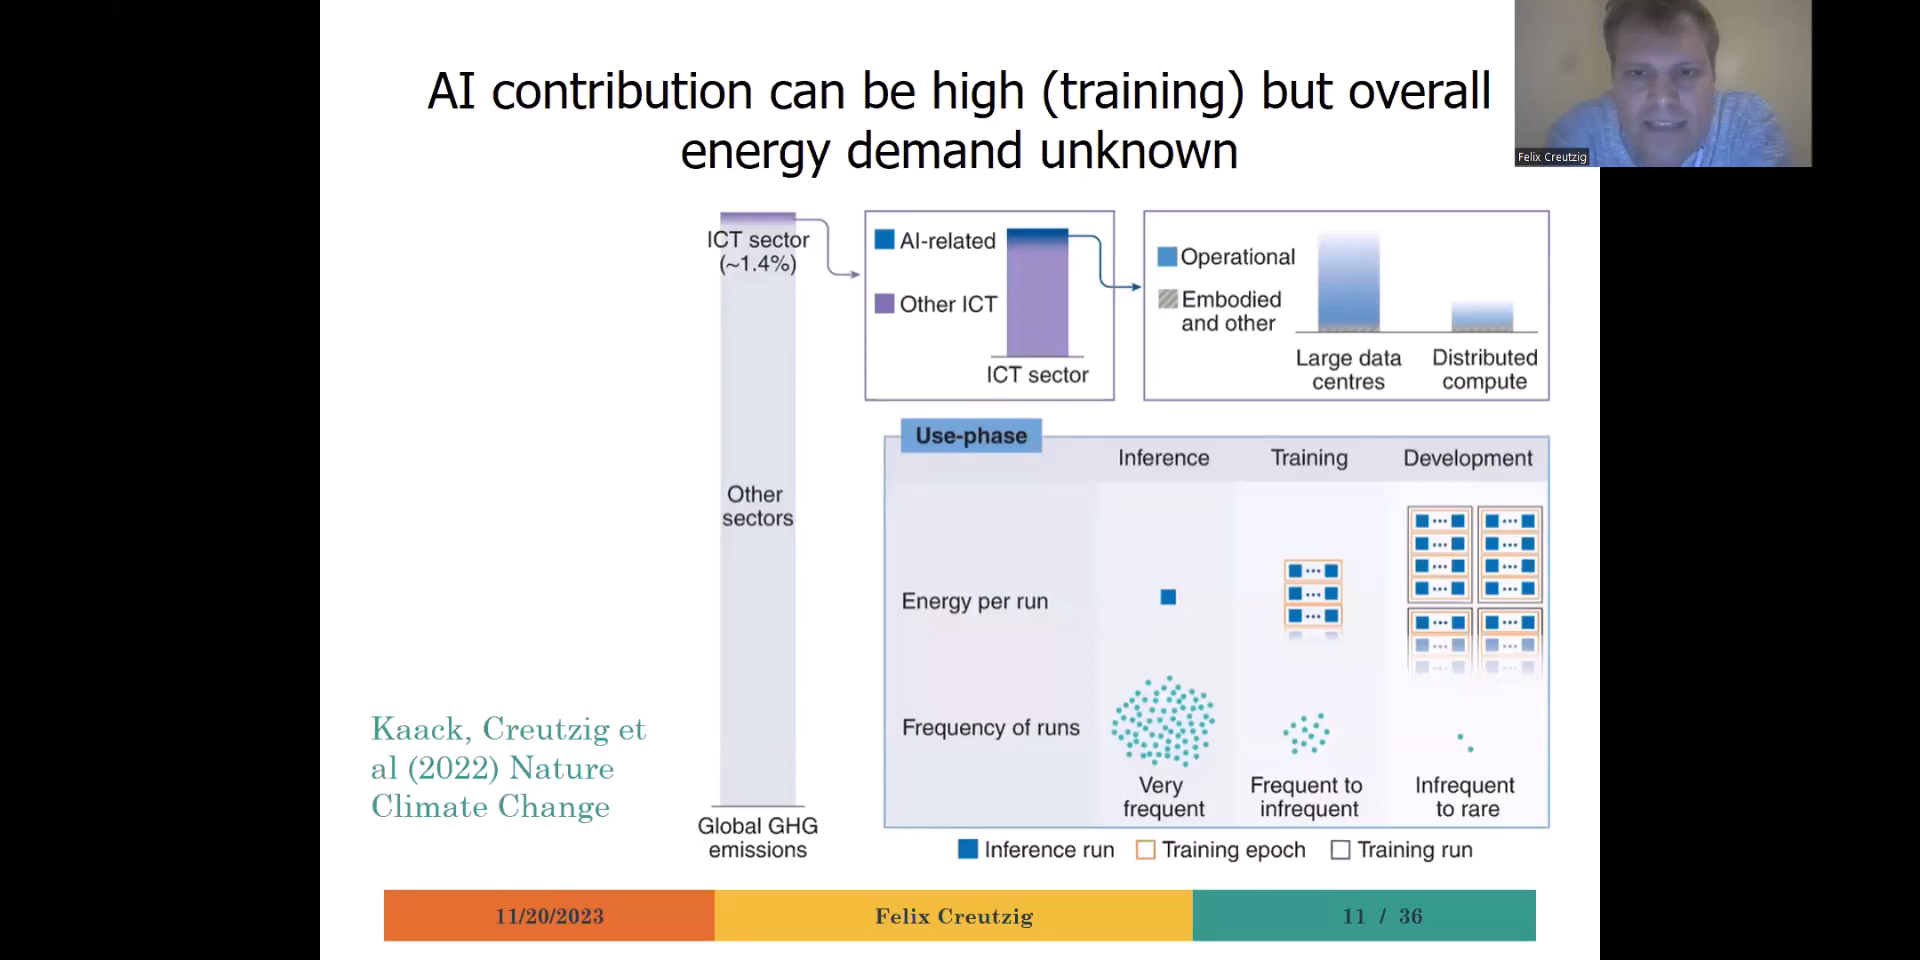 AI contribution can be high (training) but overall
energy demand unknown
Felix Creutzig
ICT sector
(~1.4%)
Other
sectors
Global GHG
emissions
AI-related
Other ICT
ICT sector
Operational
Embodied
and other
Large data
centres
Distributed
compute
Use-phase
Inference
Training
Development
Energy per run
Frequency of runs
Very
frequent
Frequent to
infrequent
Infrequent
to rare
Inference run
Training epoch
Training run
Kaack, Creutzig et
al (2022) Nature
Climate Change
11/20/2023
Felix Creutzig
11 / 36